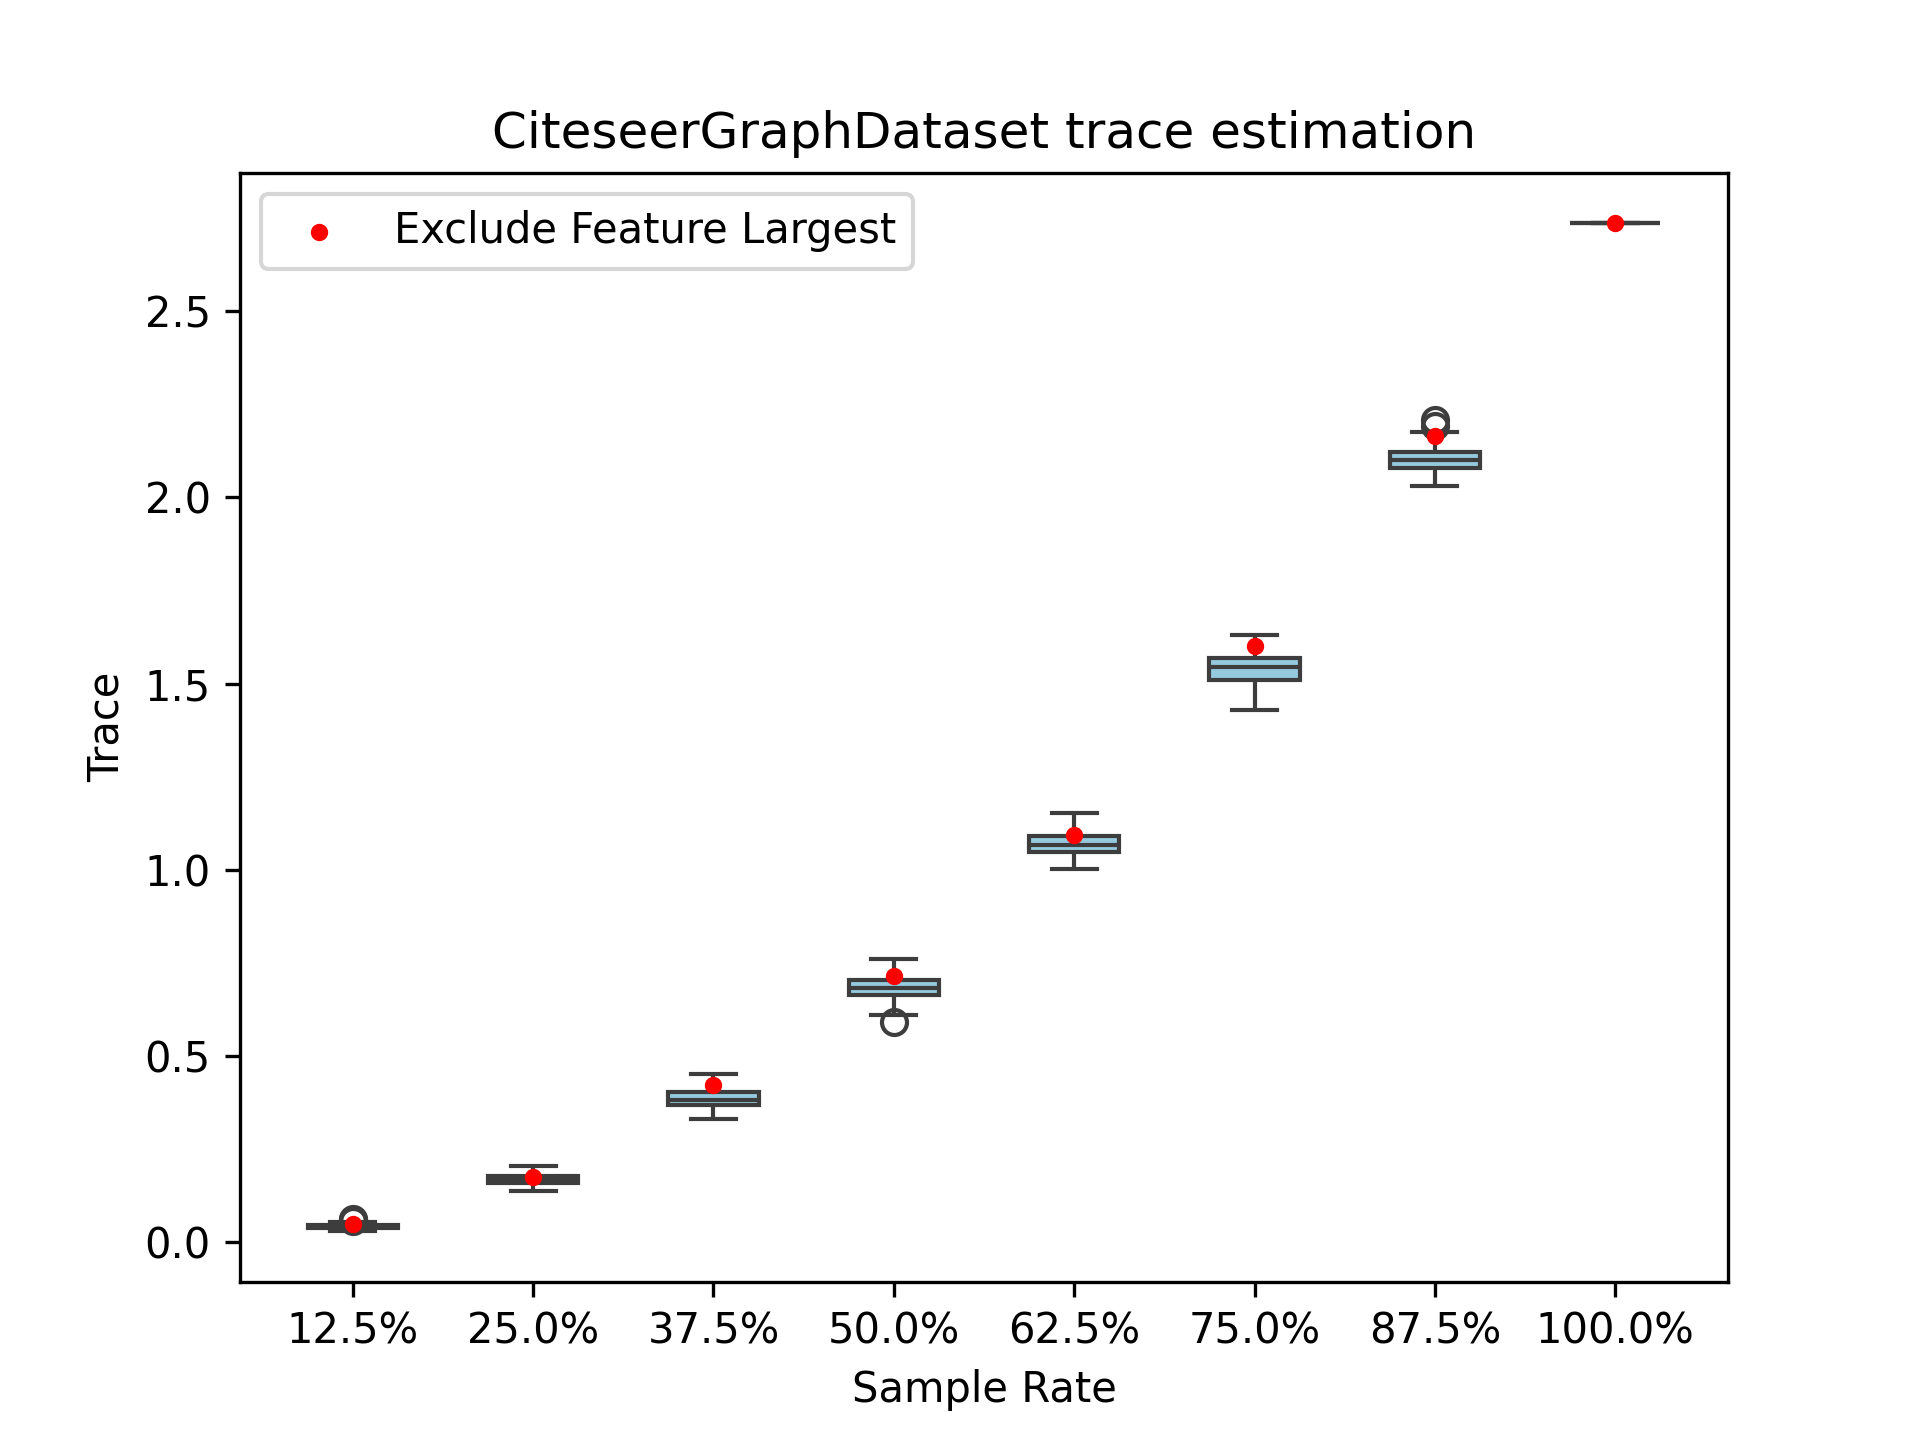 CiteseerGraphDataset trace estimation
Exclude Feature Largest
2.5
2.0
1.5
1.0
0.5
0.0
Trace
12.5% 25.0% 37.5% 50.0% 62.5% 75.0% 87.5% 100.0%
Sample Rate